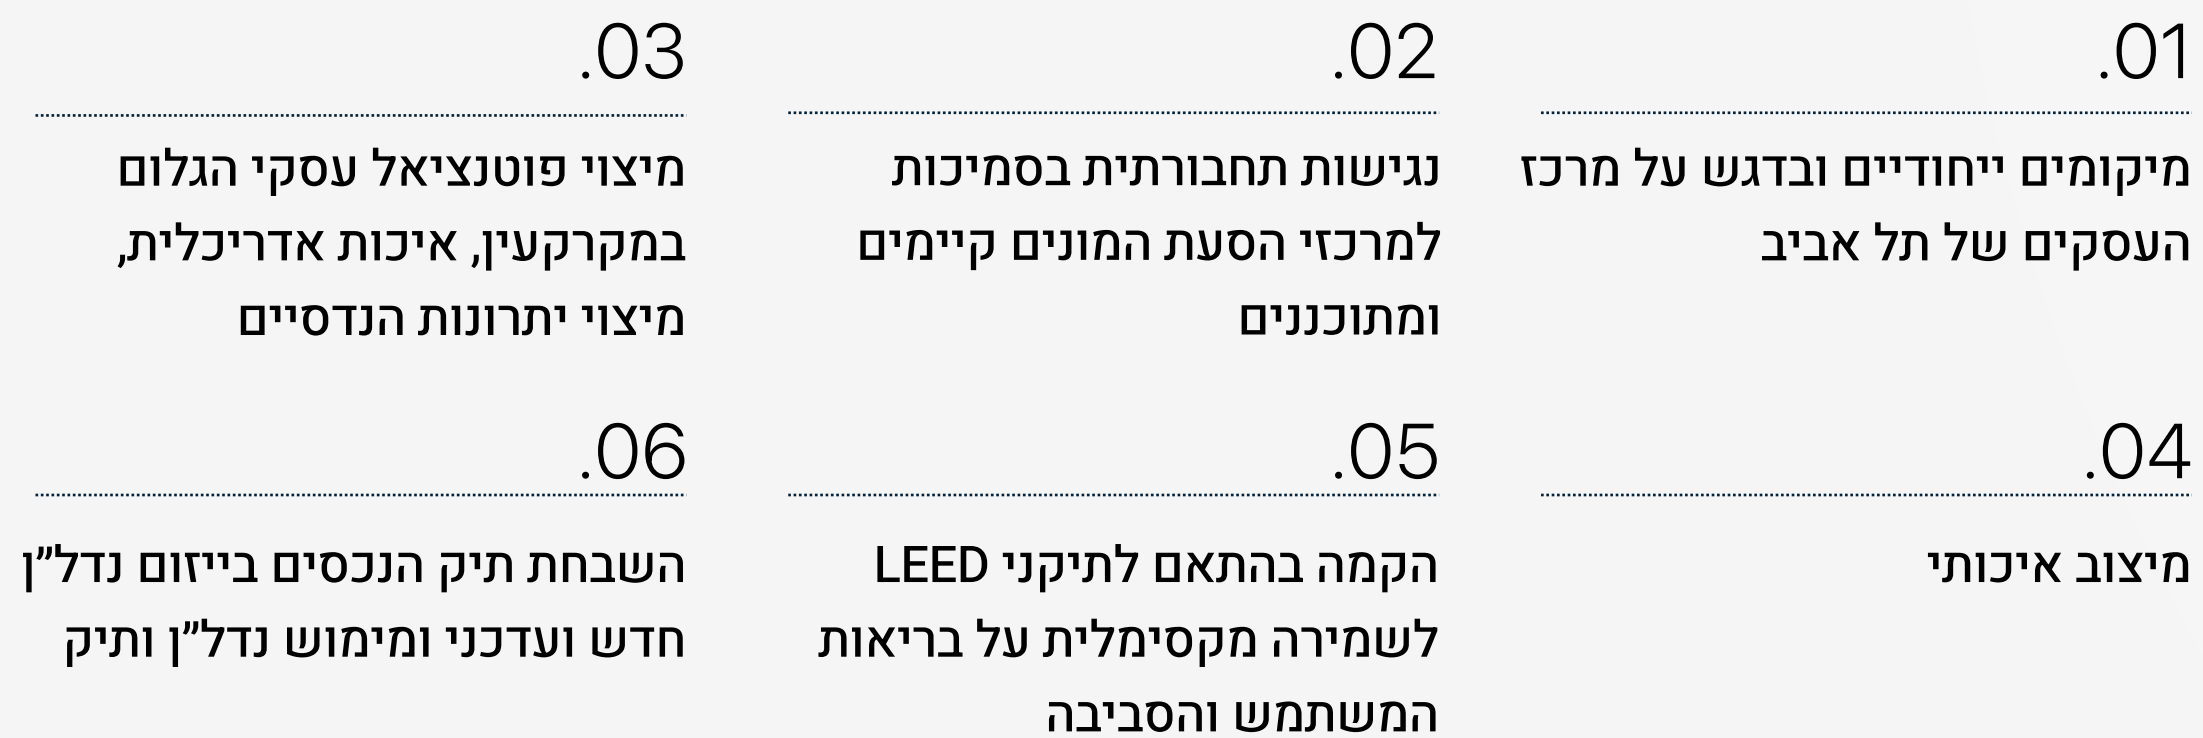 01.
מיקומים ייחודיים ובדגש על מרכז
העסקים של תל אביב
02.
נגישות תחבורתית בסמיכות
למרכזי הסעת המונים קיימים
ומתוכננים
03.
מיצוי פוטנציאל עסקי הגלום
במקרקעין, איכות אדריכלית,
מיצוי יתרונות הנדסיים
04.
מיצוב איכותי
05.
הקמה בהתאם לתיקני LEED
לשמירה מקסימלית על בריאות
המשתמש והסביבה
06.
השבחת תיק הנכסים בייזום נדל״ן
חדש ועדכני ומימוש נדל״ן ותיק